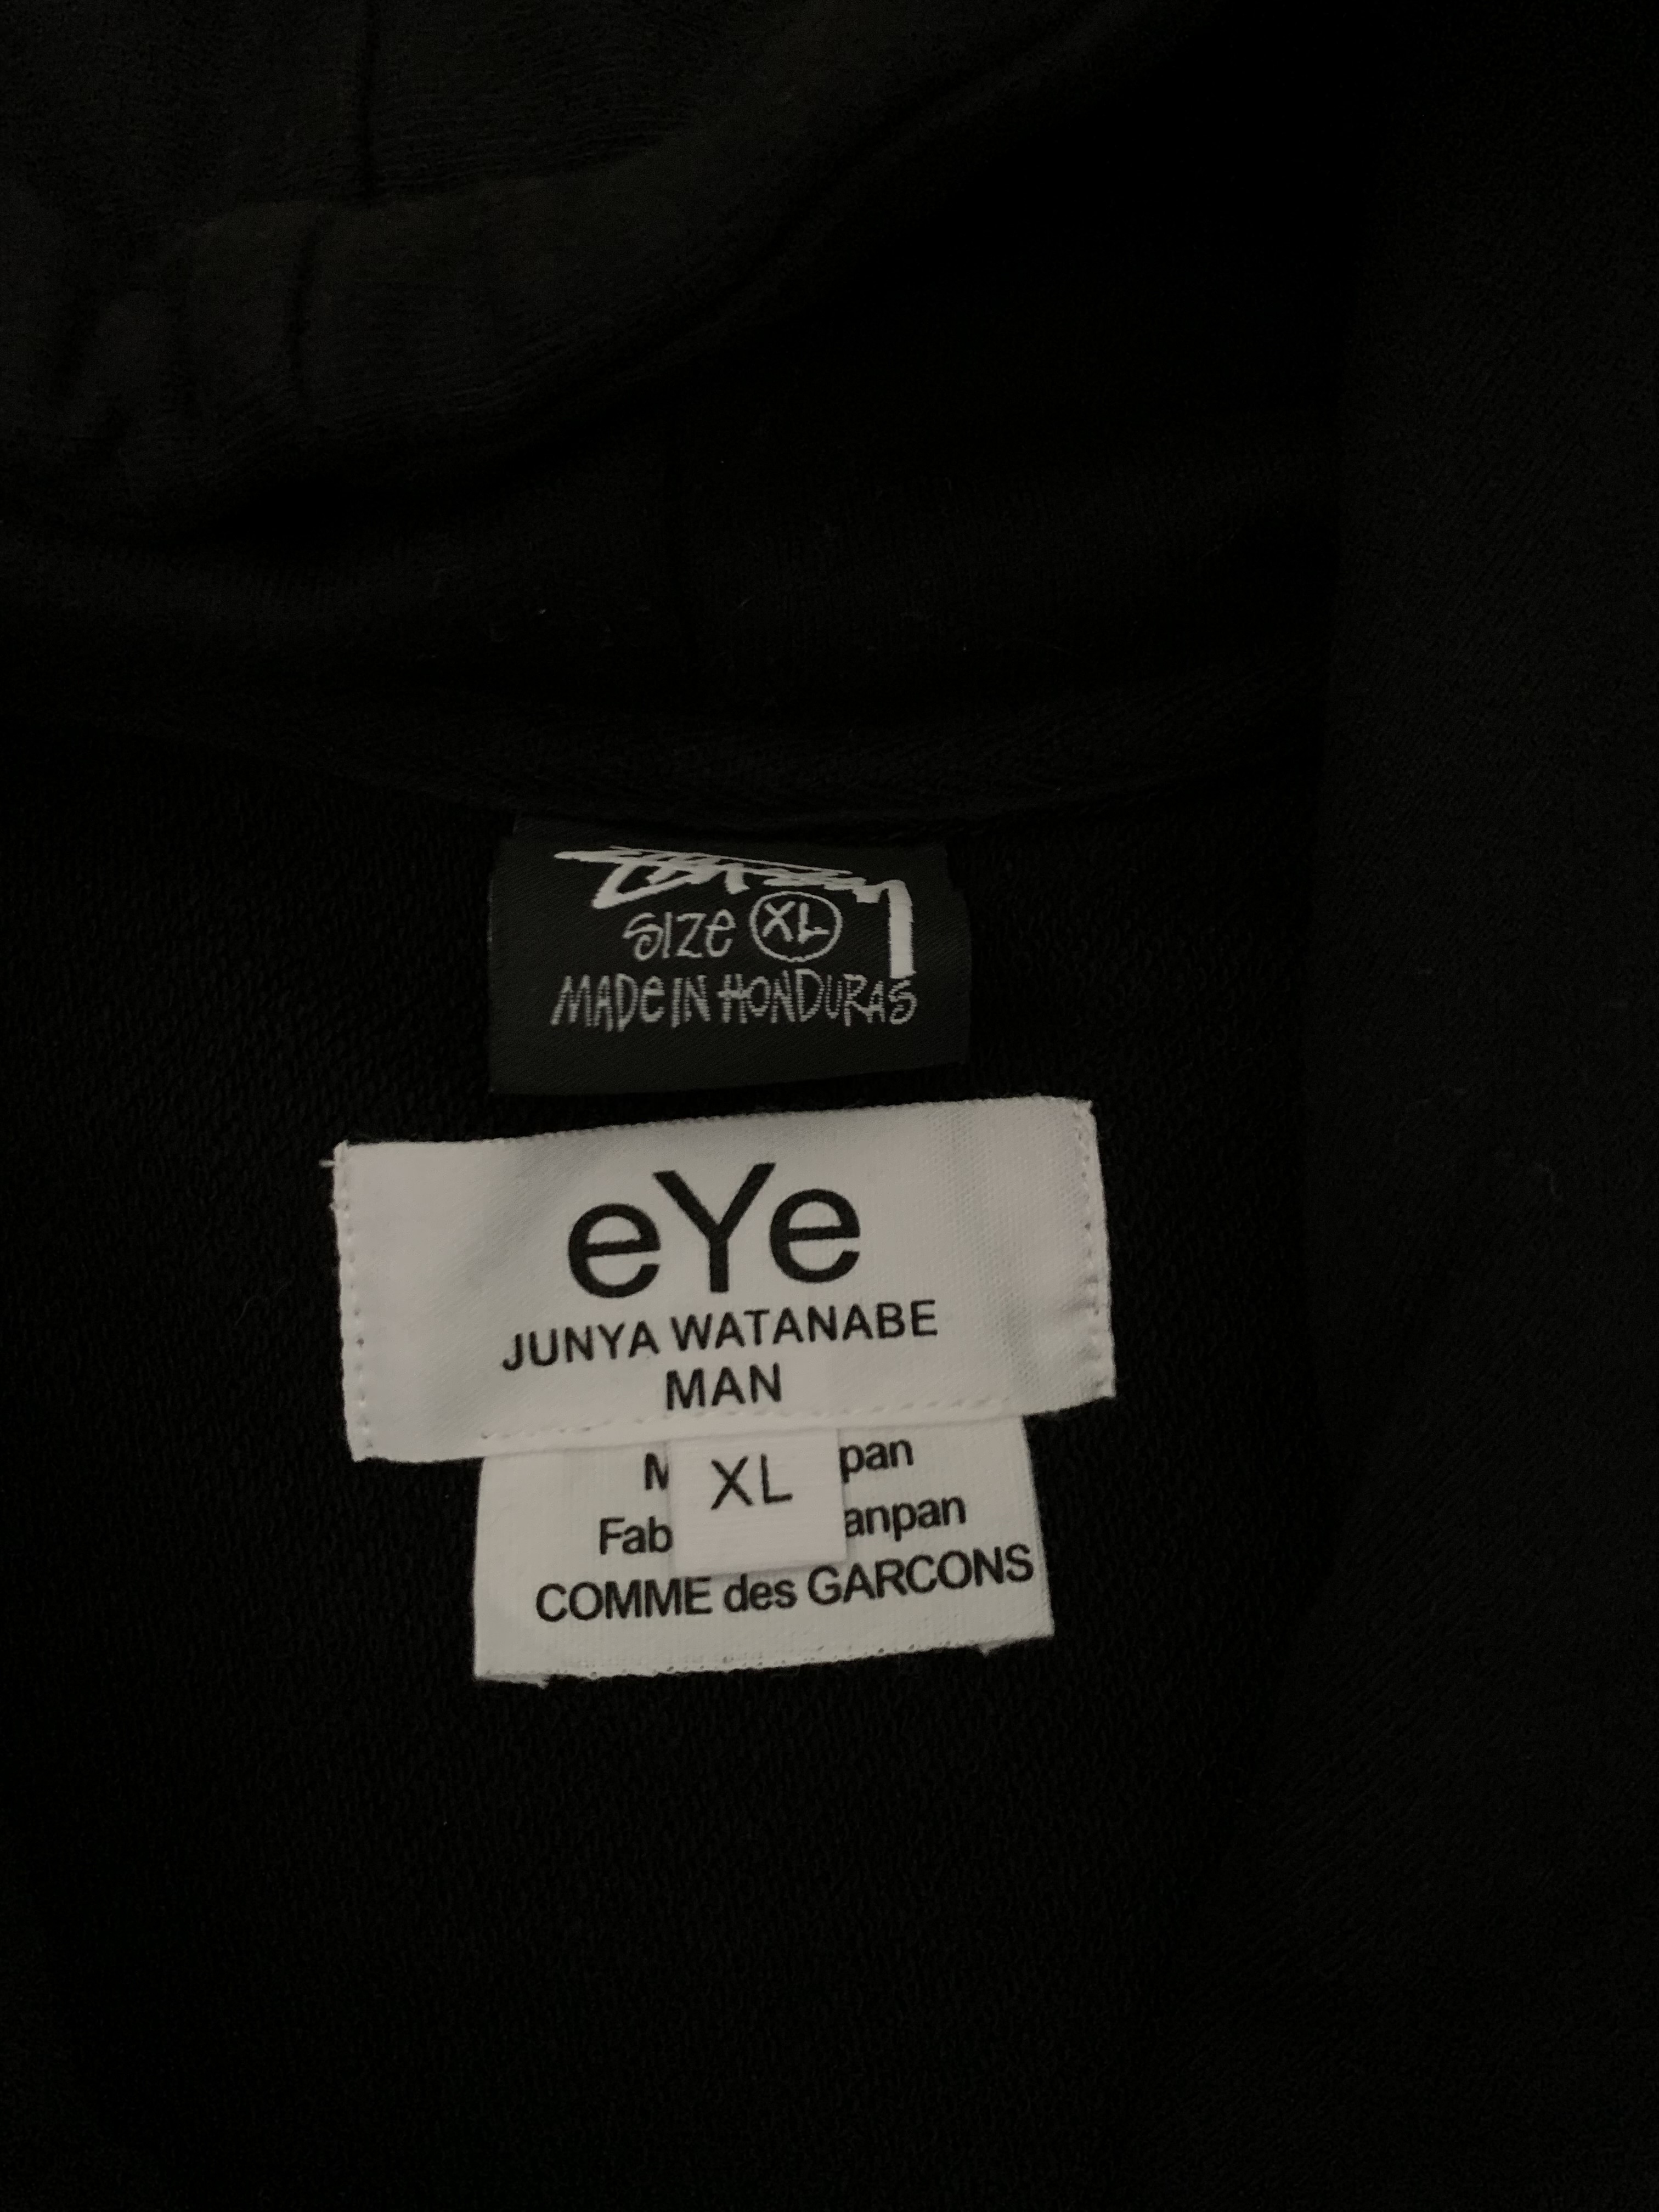 Stüssy
SIZE XL
MADE IN HONDURAS
eYe
JUNYA WATANABE
MAN
XL
M pan
Fab anpan
COMME des GARCONS